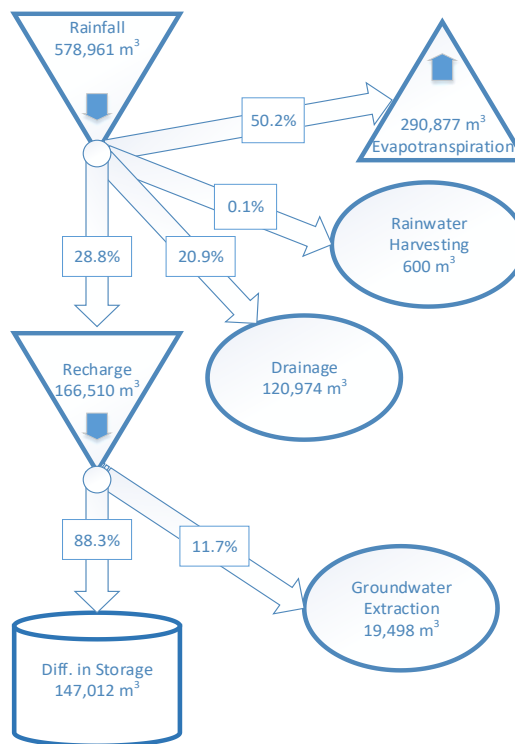 Rainfall
578,961 m³
50.2%
290,877 m³
Evapotranspiration
0.1%
Rainwater
Harvesting
600 m³
28.8%
20.9%
Recharge
166,510 m³
Drainage
120,974 m³
88.3%
11.7%
Groundwater
Extraction
19,498 m³
Diff. in Storage
147,012 m³